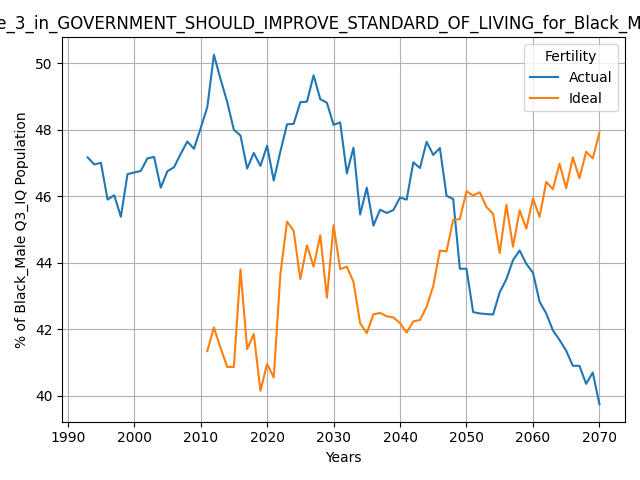 e_3_in_GOVERNMENT_SHOULD_IMPROVE_STANDARD_OF_LIVING_for_Black_M
Fertility
Actual
Ideal
% of Black_Male Q3_IQ Population
50
48
46
44
42
40
1990 2000 2010 2020 2030 2040 2050 2060 2070
Years